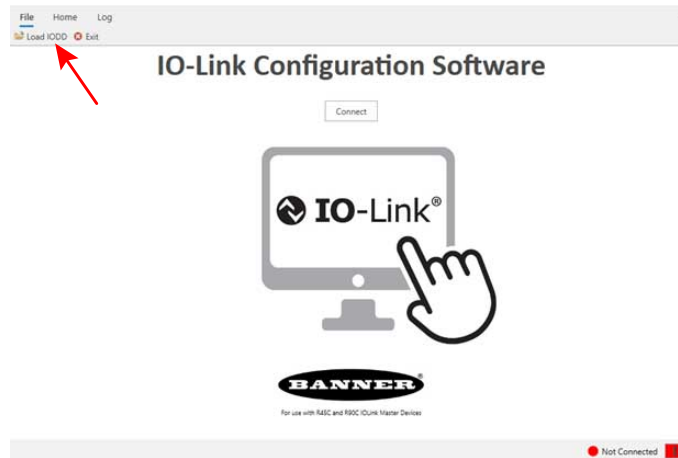 File Home Log
Load IODD Exit
IO-Link Configuration Software
Connect
IO-Link®
BANNER®
For use with R45C and R90C IOLink Master Devices
Not Connected